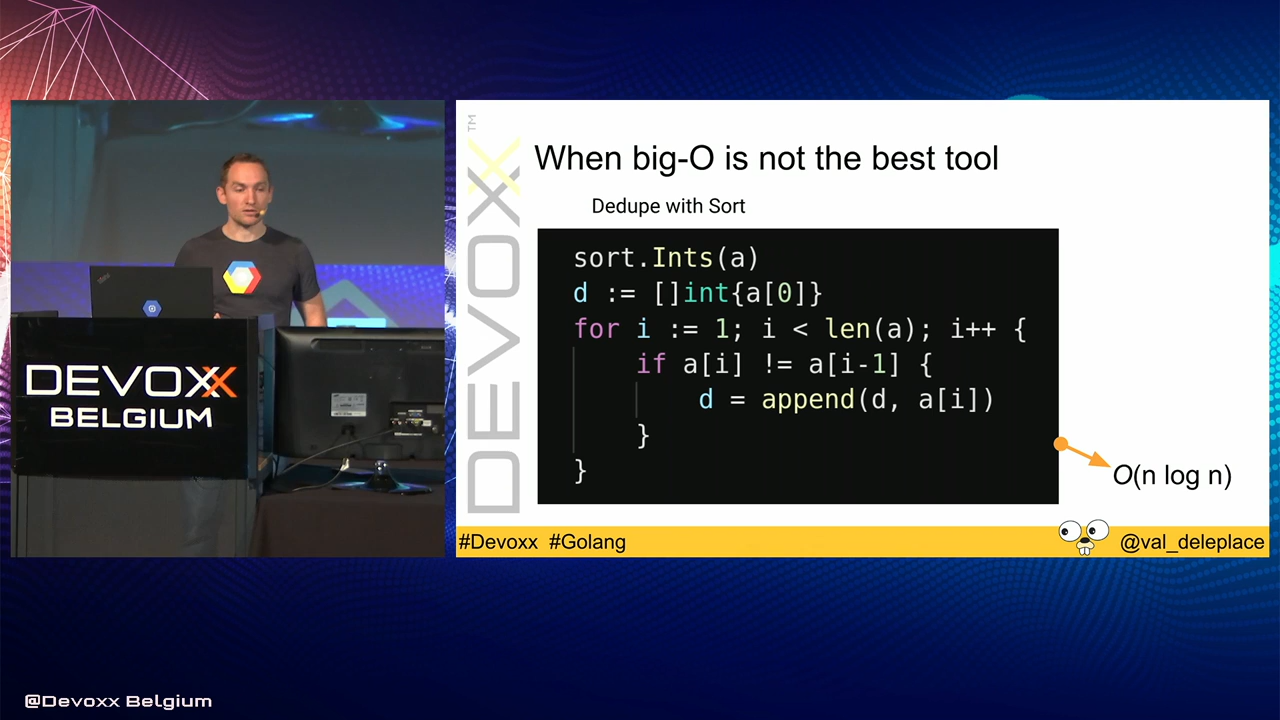 DEVOXX
BELGIUM
DEVOXX™
When big-O is not the best tool
Dedupe with Sort
sort.Ints(a)
d := []int{a[0]}
for i := 1; i < len(a); i++ {
if a[i] != a[i-1] {
d = append(d, a[i])
}
}
O(n log n)
#Devoxx #Golang
@val_deleplace
@Devoxx Belgium